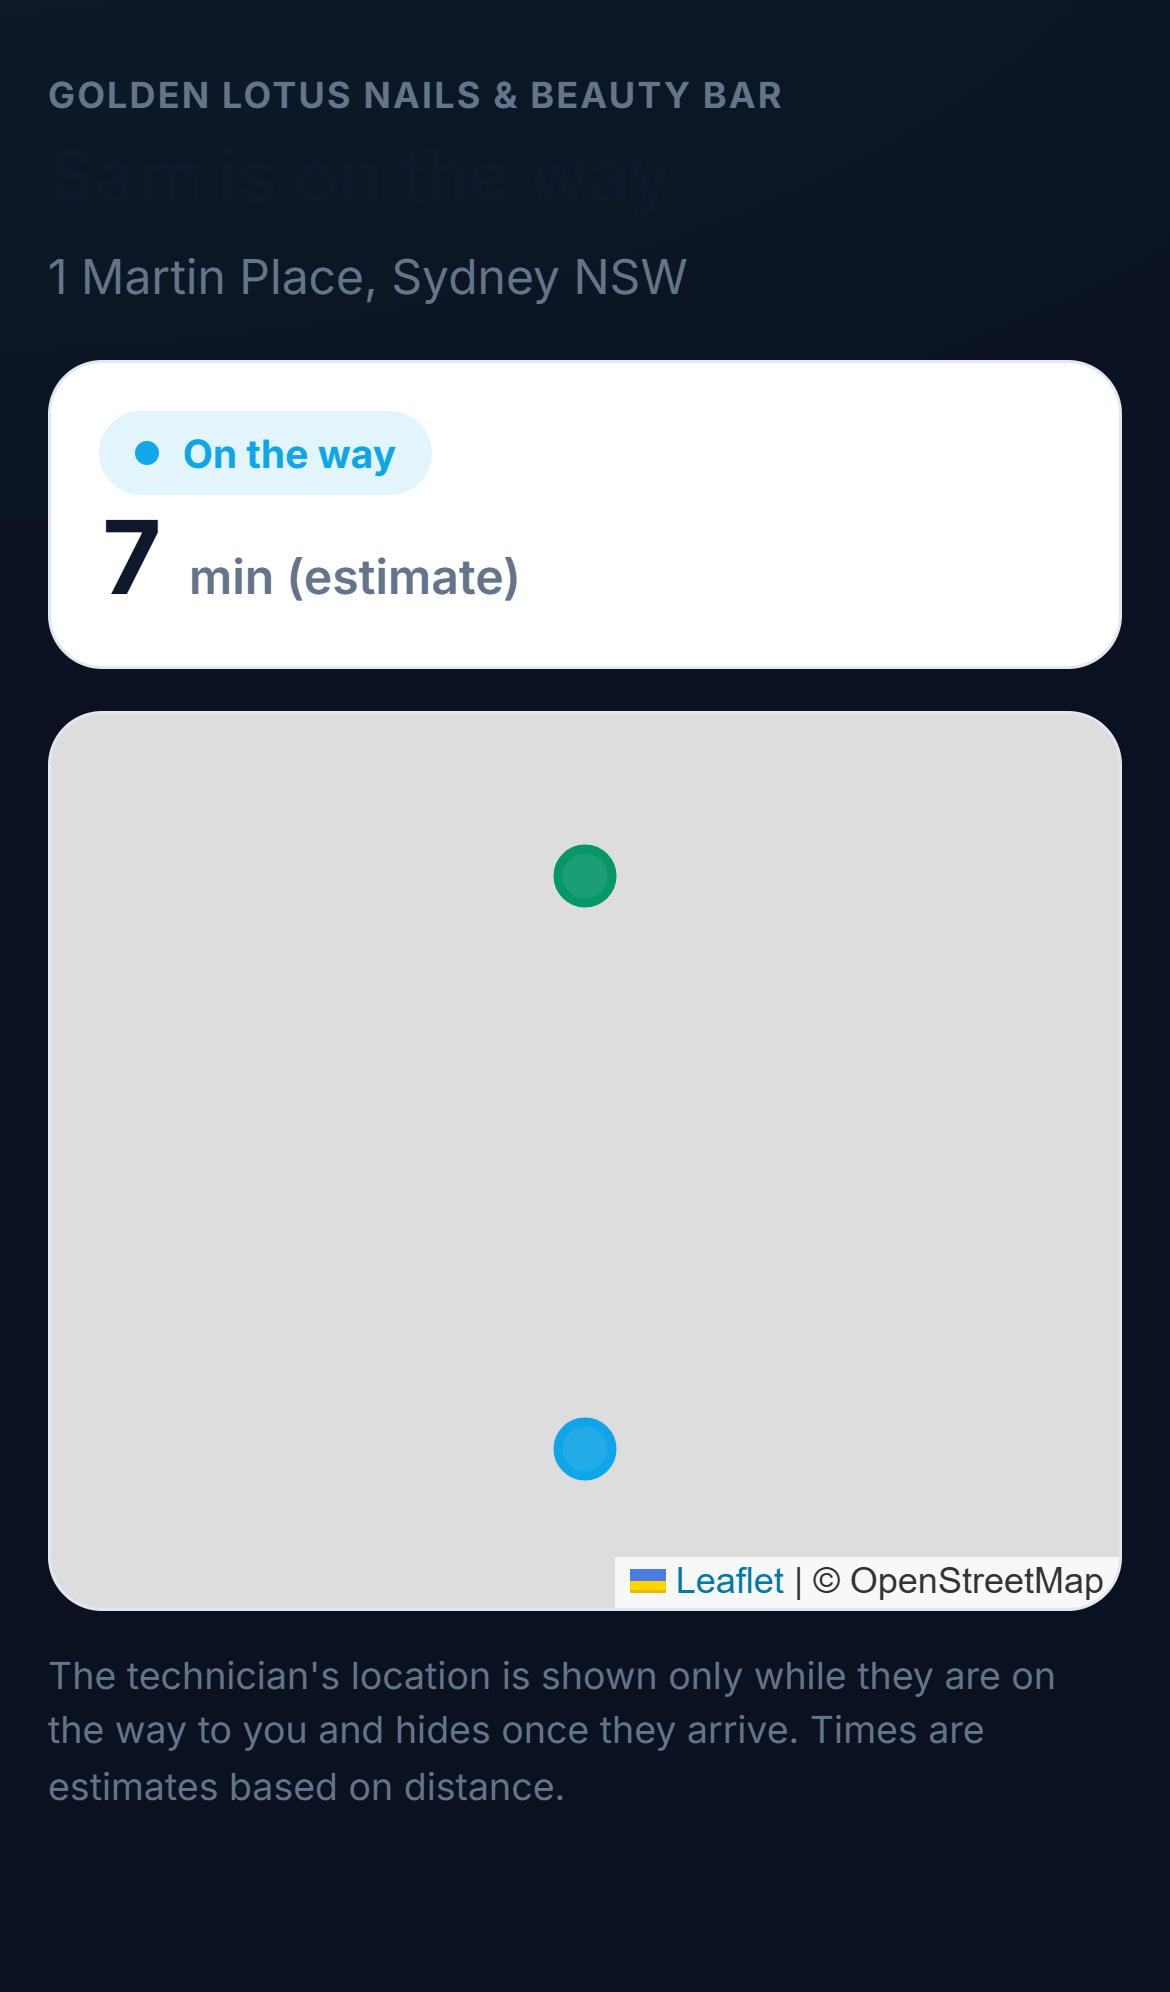 GOLDEN LOTUS NAILS & BEAUTY BAR
Sam is on the way
1 Martin Place, Sydney NSW
On the way
7 min (estimate)
Leaflet | © OpenStreetMap
The technician's location is shown only while they are on
the way to you and hides once they arrive. Times are
estimates based on distance.